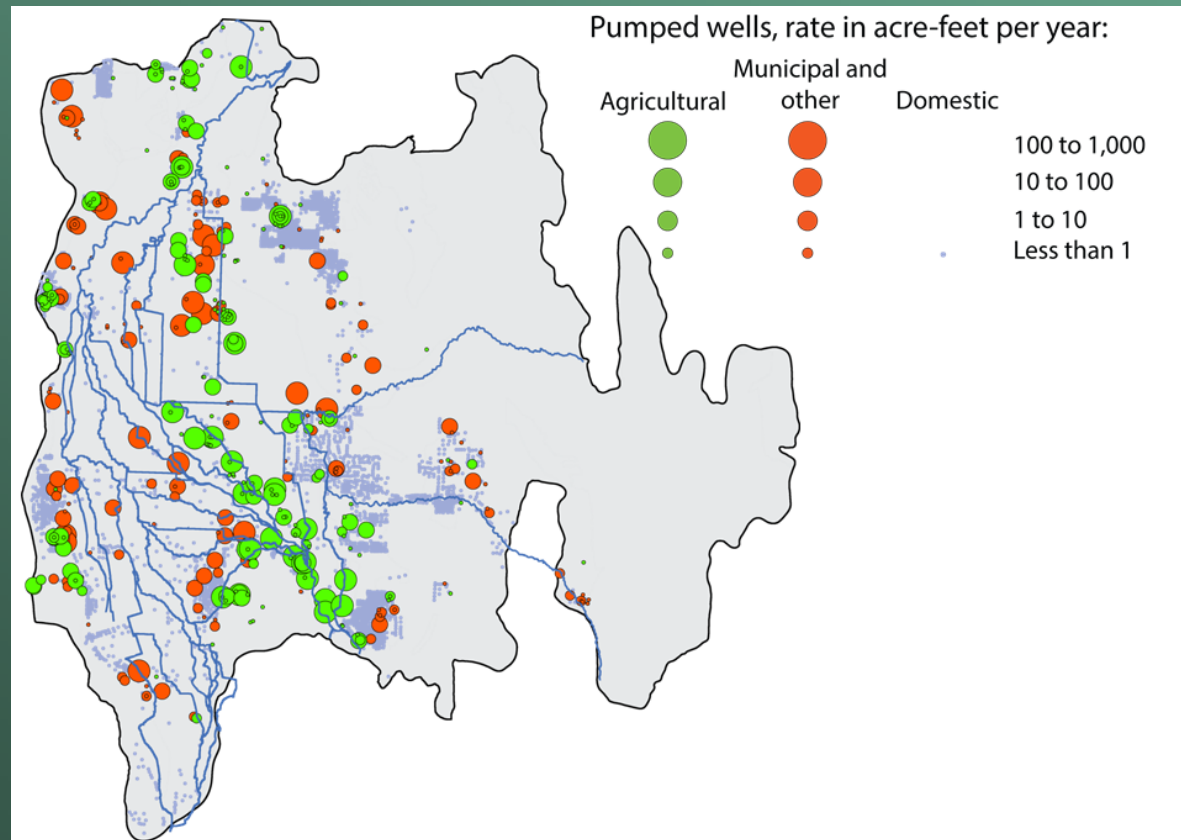 Pumped wells, rate in acre-feet per year:
Agricultural
Municipal and
other
Domestic
100 to 1,000
10 to 100
1 to 10
Less than 1